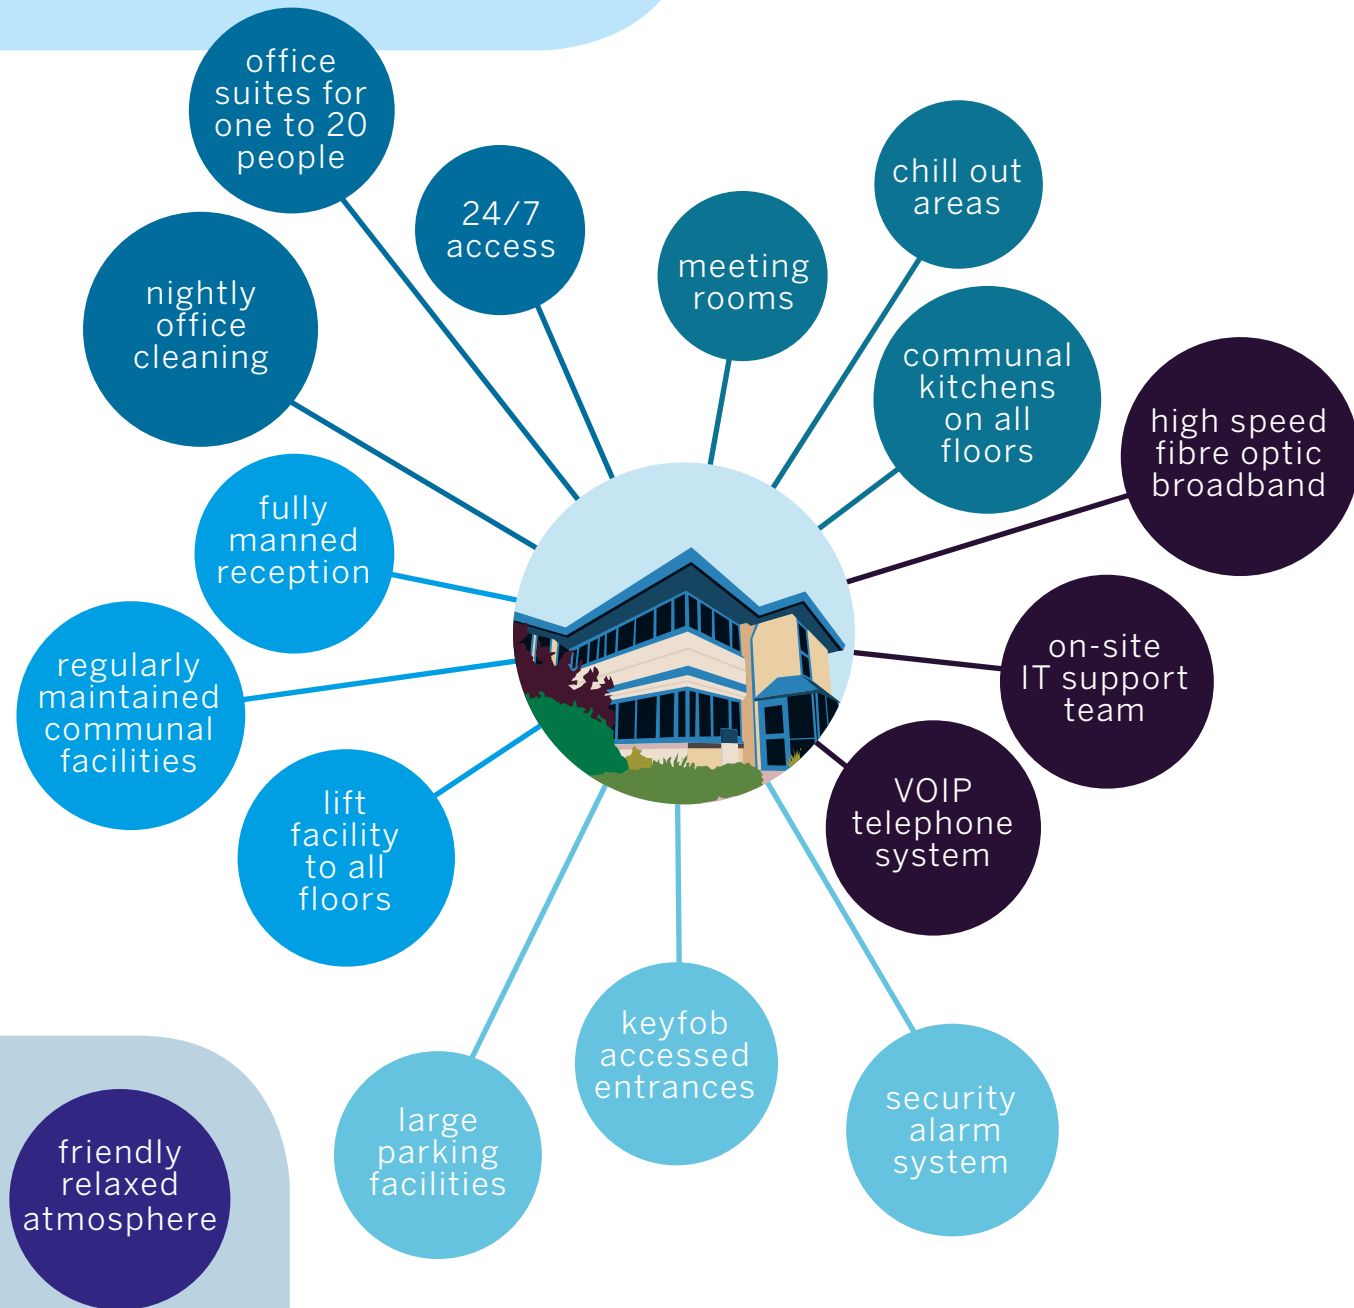 office
suites for
one to 20
people
24/7
access
meeting
rooms
chill out
areas
nightly
office
cleaning
communal
kitchens
on all
floors
high speed
fibre optic
broadband
fully
manned
reception
regularly
maintained
communal
facilities
on-site
IT support
team
lift
facility
to all
floors
VOIP
telephone
system
keyfob
accessed
entrances
large
parking
facilities
security
alarm
system
friendly
relaxed
atmosphere